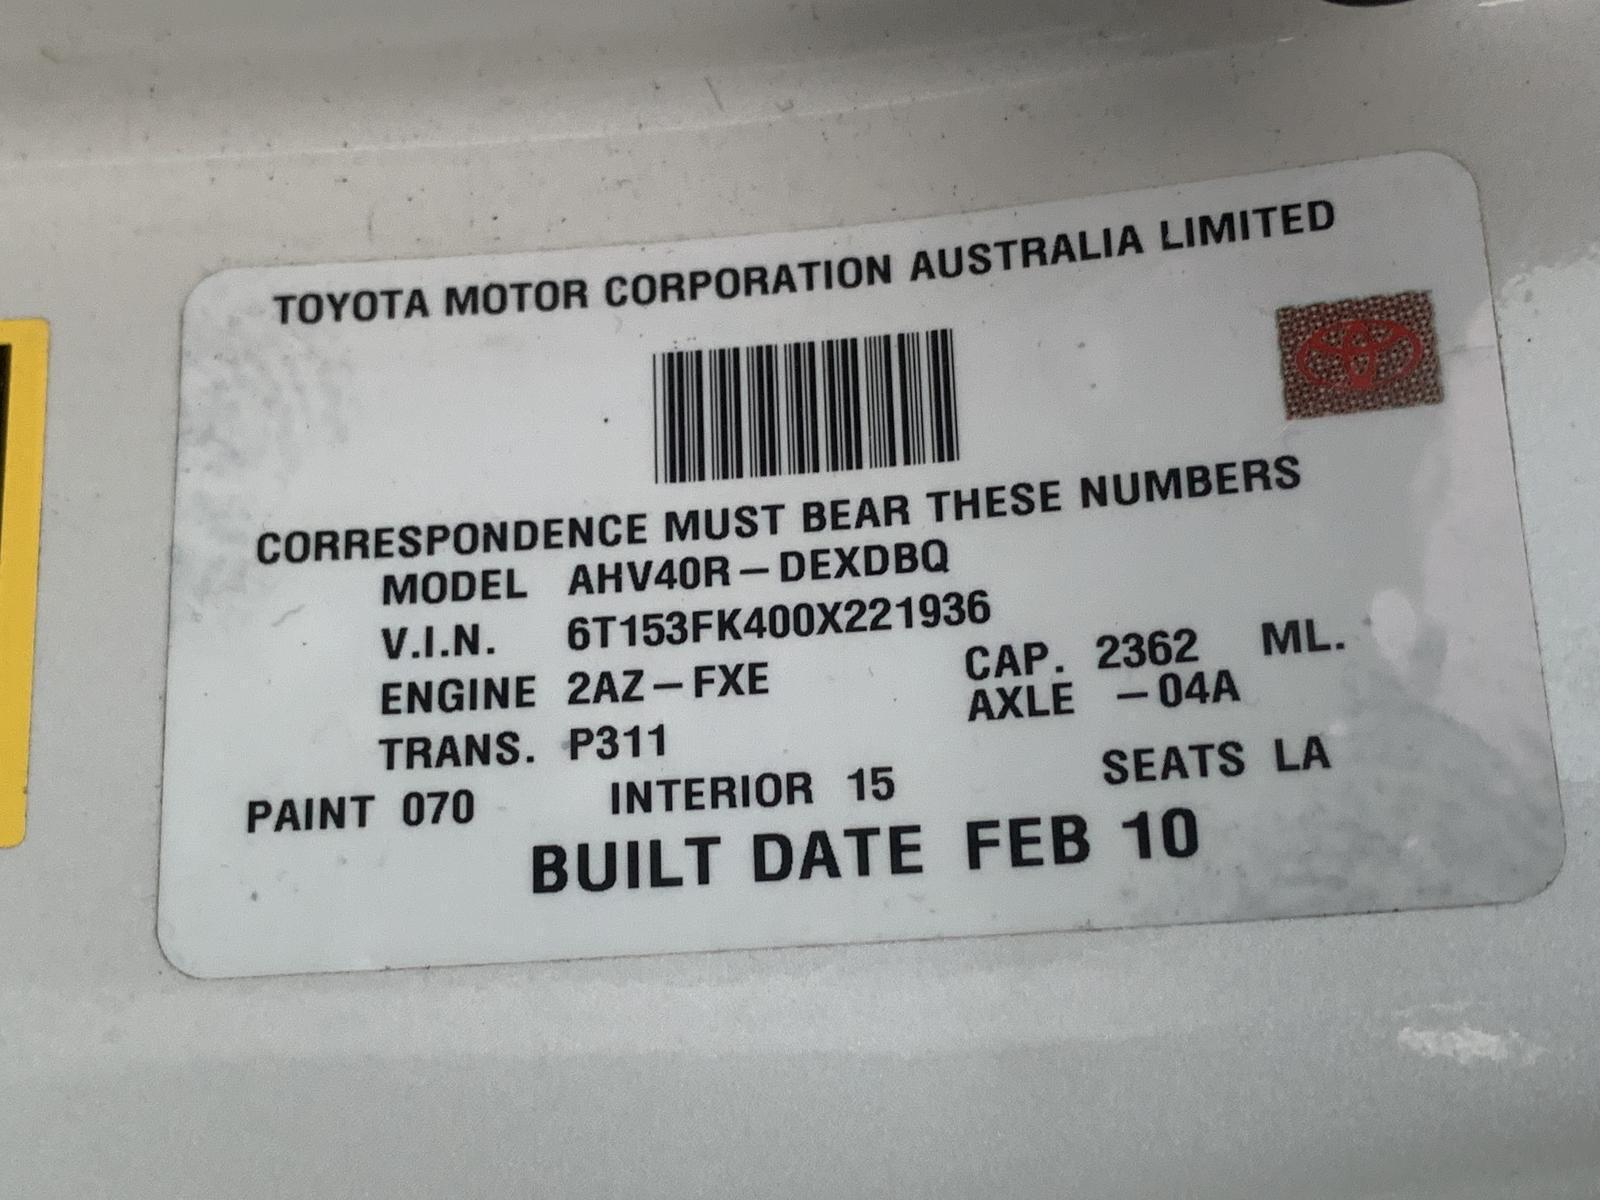 TOYOTA MOTOR CORPORATION AUSTRALIA LIMITED
CORRESPONDENCE MUST BEAR THESE NUMBERS
MODEL AHV40R-DEXDBQ
V.I.N. 6T153FK400X221936
ENGINE 2AZ-FXE CAP. 2362 ML.
TRANS. P311 AXLE -04A
PAINT 070 INTERIOR 15 SEATS LA
BUILT DATE FEB 10